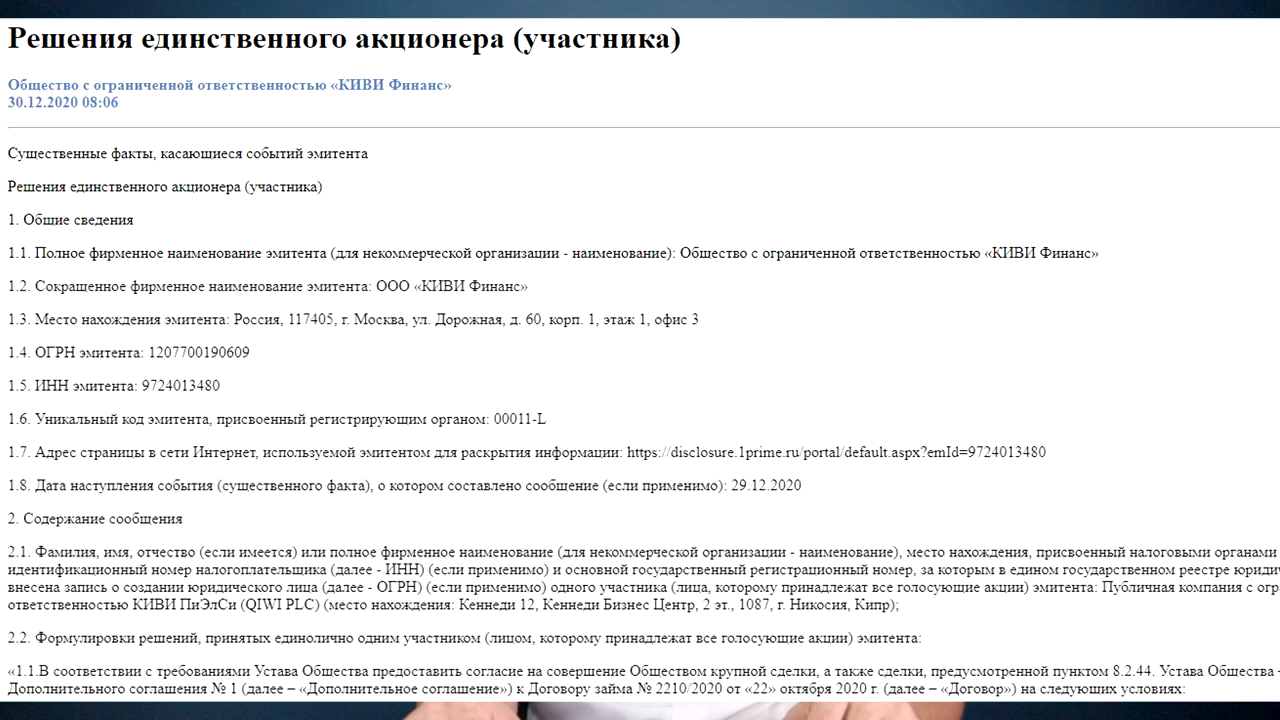 Решения единственного акционера (участника)
Общество с ограниченной ответственностью «КИВИ Финанс»
30.12.2020 08:06
Существенные факты, касающиеся событий эмитента
Решения единственного акционера (участника)
1. Общие сведения
1.1. Полное фирменное наименование эмитента (для некоммерческой организации - наименование): Общество с ограниченной ответственностью «КИВИ Финанс»
1.2. Сокращенное фирменное наименование эмитента: ООО «КИВИ Финанс»
1.3. Место нахождения эмитента: Россия, 117405, г. Москва, ул. Дорожная, д. 60, корп. 1, этаж 1, офис 3
1.4. ОГРН эмитента: 1207700190609
1.5. ИНН эмитента: 9724013480
1.6. Уникальный код эмитента, присвоенный регистрирующим органом: 00011-L
1.7. Адрес страницы в сети Интернет, используемой эмитентом для раскрытия информации: https://disclosure.1prime.ru/portal/default.aspx?emId=9724013480
1.8. Дата наступления события (существенного факта), о котором составлено сообщение (если применимо): 29.12.2020
2. Содержание сообщения
2.1. Фамилия, имя, отчество (если имеется) или полное фирменное наименование (для некоммерческой организации - наименование), место нахождения, присвоенный налоговыми органами
идентификационный номер налогоплательщика (далее - ИНН) (если применимо) и основной государственный регистрационный номер, за которым в едином государственном реестре юриди
внесена запись о создании юридического лица (далее - ОГРН) (если применимо) одного участника (лица, которому принадлежат все голосующие акции) эмитента: Публичная компания с огр
ответственностью КИВИ ПиЭлСи (QIWI PLC) (место нахождения: Кеннеди 12, Кеннеди Бизнес Центр, 2 эт., 1087, г. Никосия, Кипр);
2.2. Формулировки решений, принятых единолично одним участником (лицом, которому принадлежат все голосующие акции) эмитента:
«1.1.В соответствии с требованиями Устава Общества предоставить согласие на совершение Обществом крупной сделки, а также сделки, предусмотренной пунктом 8.2.44. Устава Общества -
Дополнительного соглашения № 1 (далее – «Дополнительное соглашение») к Договору займа № 2210/2020 от «22» октября 2020 г. (далее – «Договор») на следующих условиях: